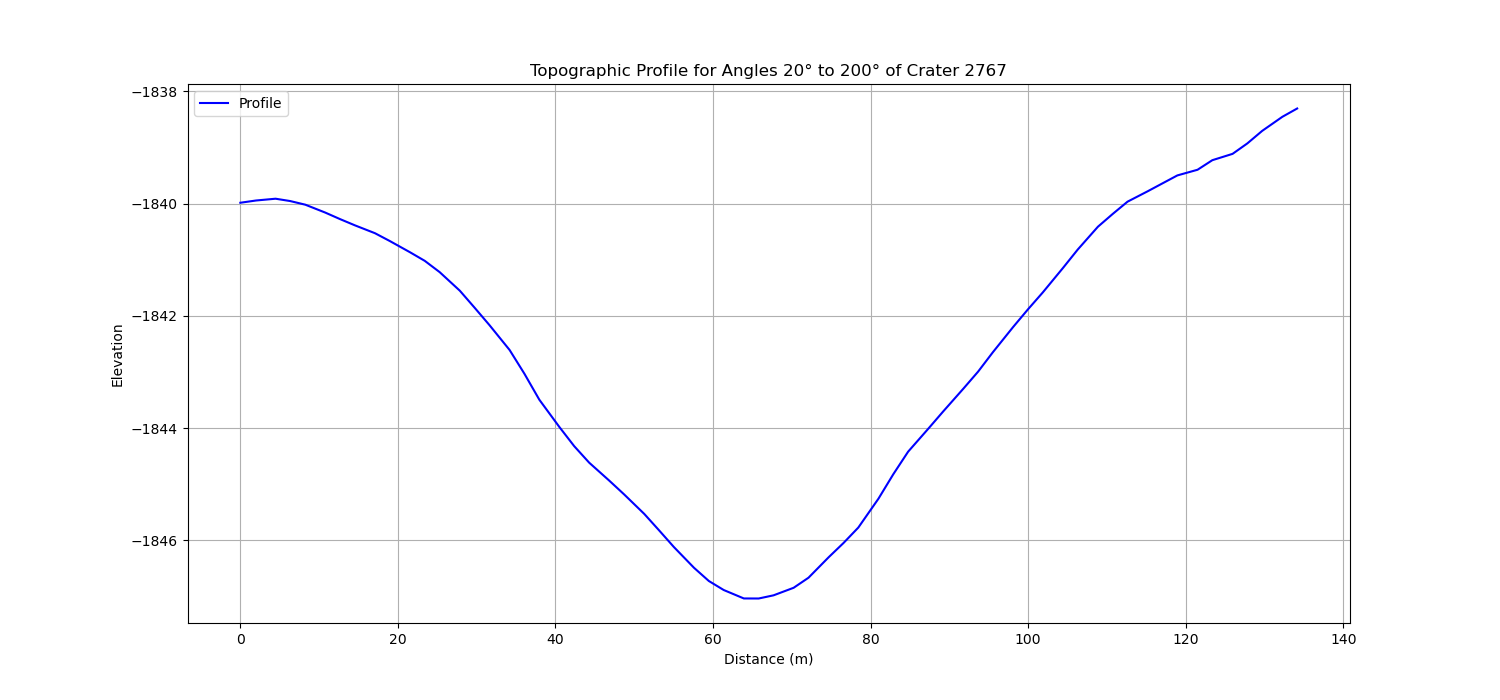 Topographic Profile for Angles 20° to 200° of Crater 2767
Profile
−1838
−1840
−1842
−1844
−1846
Elevation
0 20 40 60 80 100 120 140
Distance (m)